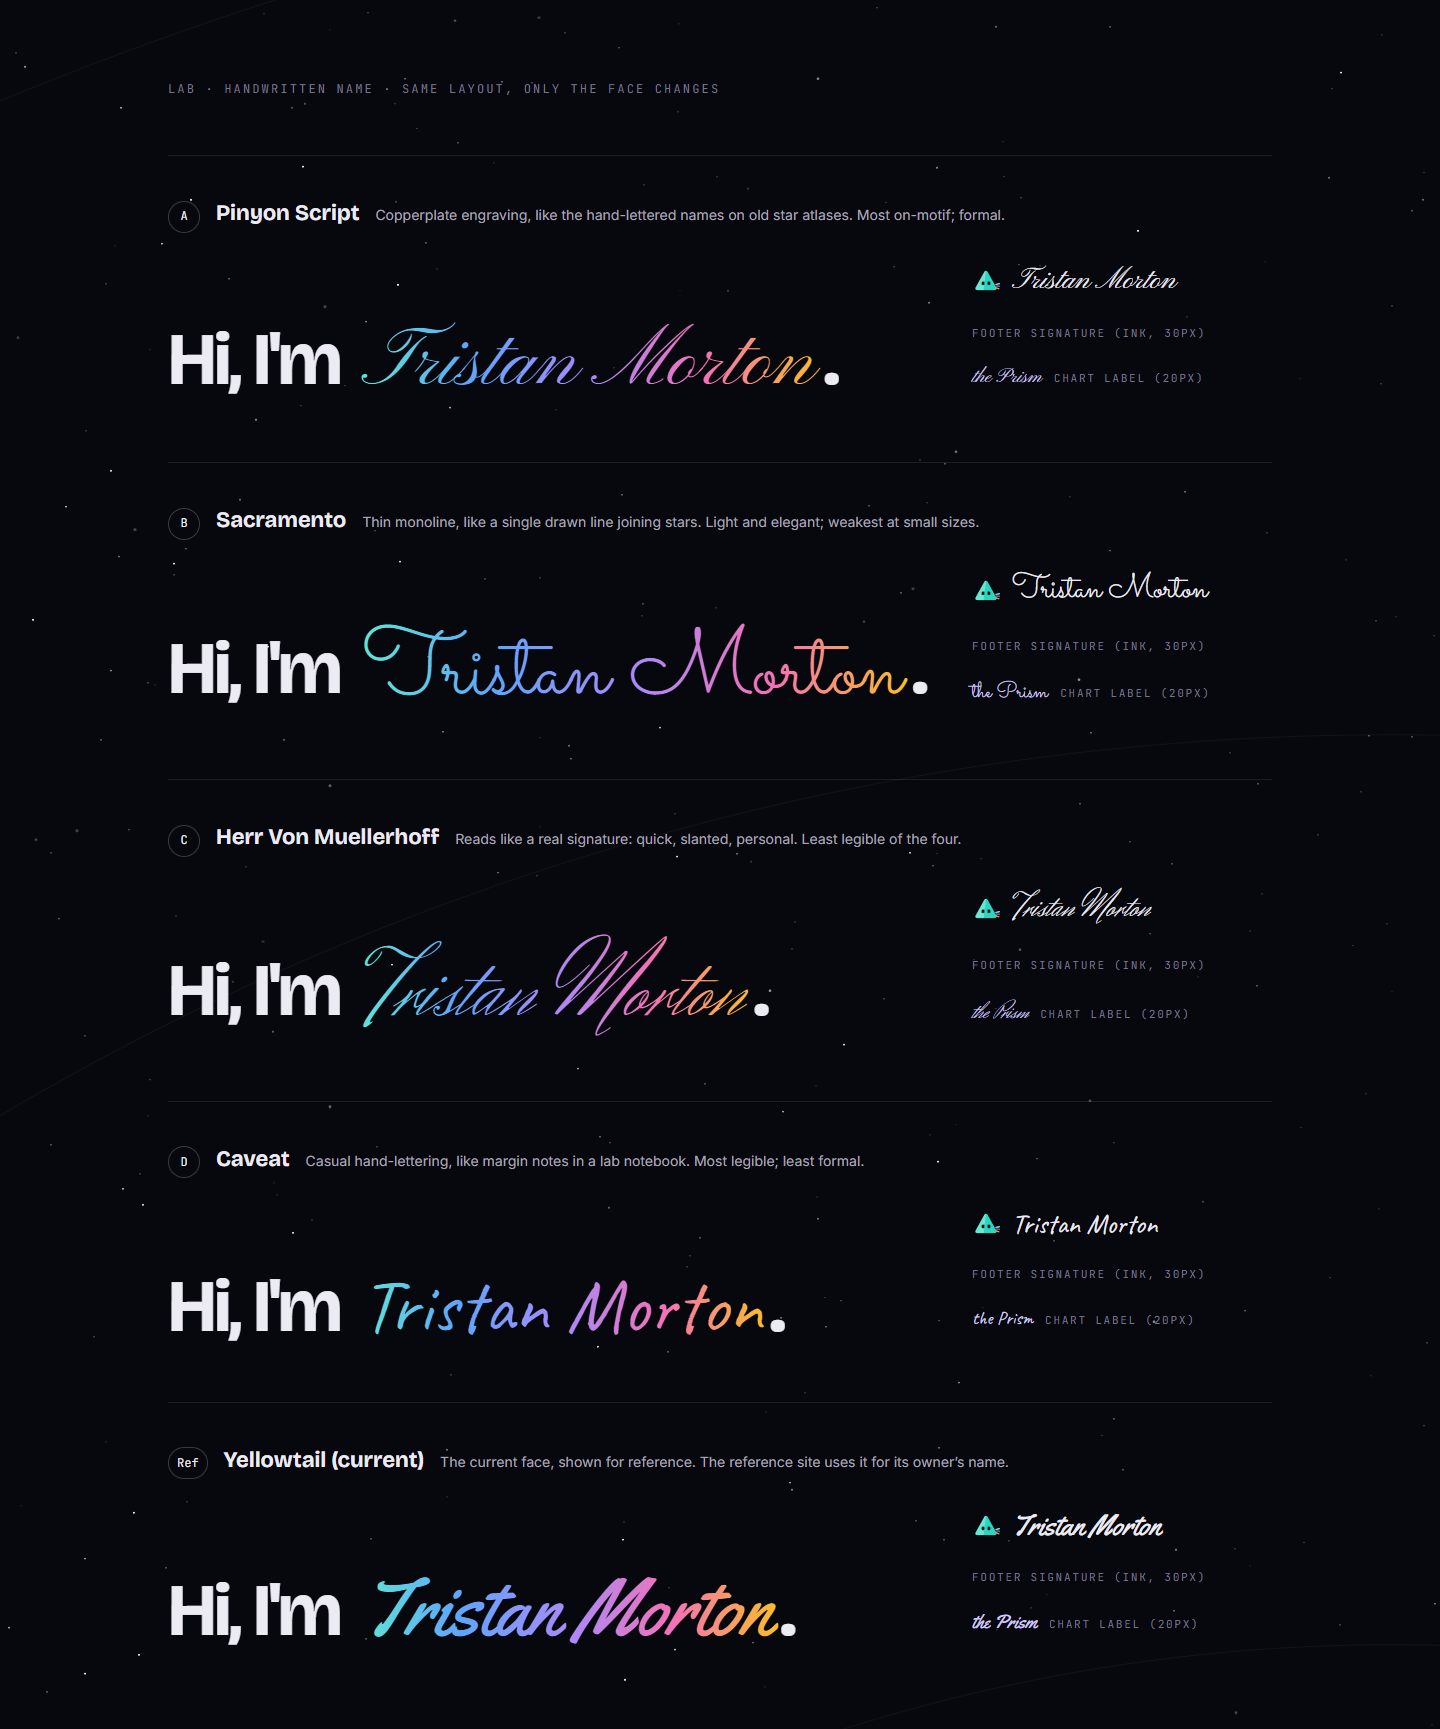 LAB · HANDWRITTEN NAME · SAME LAYOUT, ONLY THE FACE CHANGES
A Pinyon Script Copperplate engraving, like the hand-lettered names on old star atlases. Most on-motif; formal.
Tristan Morton
FOOTER SIGNATURE (INK, 30PX)
Hi, I'm Tristan Morton.
the Prism CHART LABEL (20PX)
B Sacramento Thin monoline, like a single drawn line joining stars. Light and elegant; weakest at small sizes.
Tristan Morton
FOOTER SIGNATURE (INK, 30PX)
Hi, I'm Tristan Morton.
the Prism CHART LABEL (20PX)
C Herr Von Muellerhoff Reads like a real signature: quick, slanted, personal. Least legible of the four.
Tristan Morton
FOOTER SIGNATURE (INK, 30PX)
Hi, I'm Tristan Morton.
the Prism CHART LABEL (20PX)
D Caveat Casual hand-lettering, like margin notes in a lab notebook. Most legible; least formal.
Tristan Morton
FOOTER SIGNATURE (INK, 30PX)
Hi, I'm Tristan Morton.
the Prism CHART LABEL (20PX)
Ref Yellowtail (current) The current face, shown for reference. The reference site uses it for its owner’s name.
Tristan Morton
FOOTER SIGNATURE (INK, 30PX)
Hi, I'm Tristan Morton.
the Prism CHART LABEL (20PX)